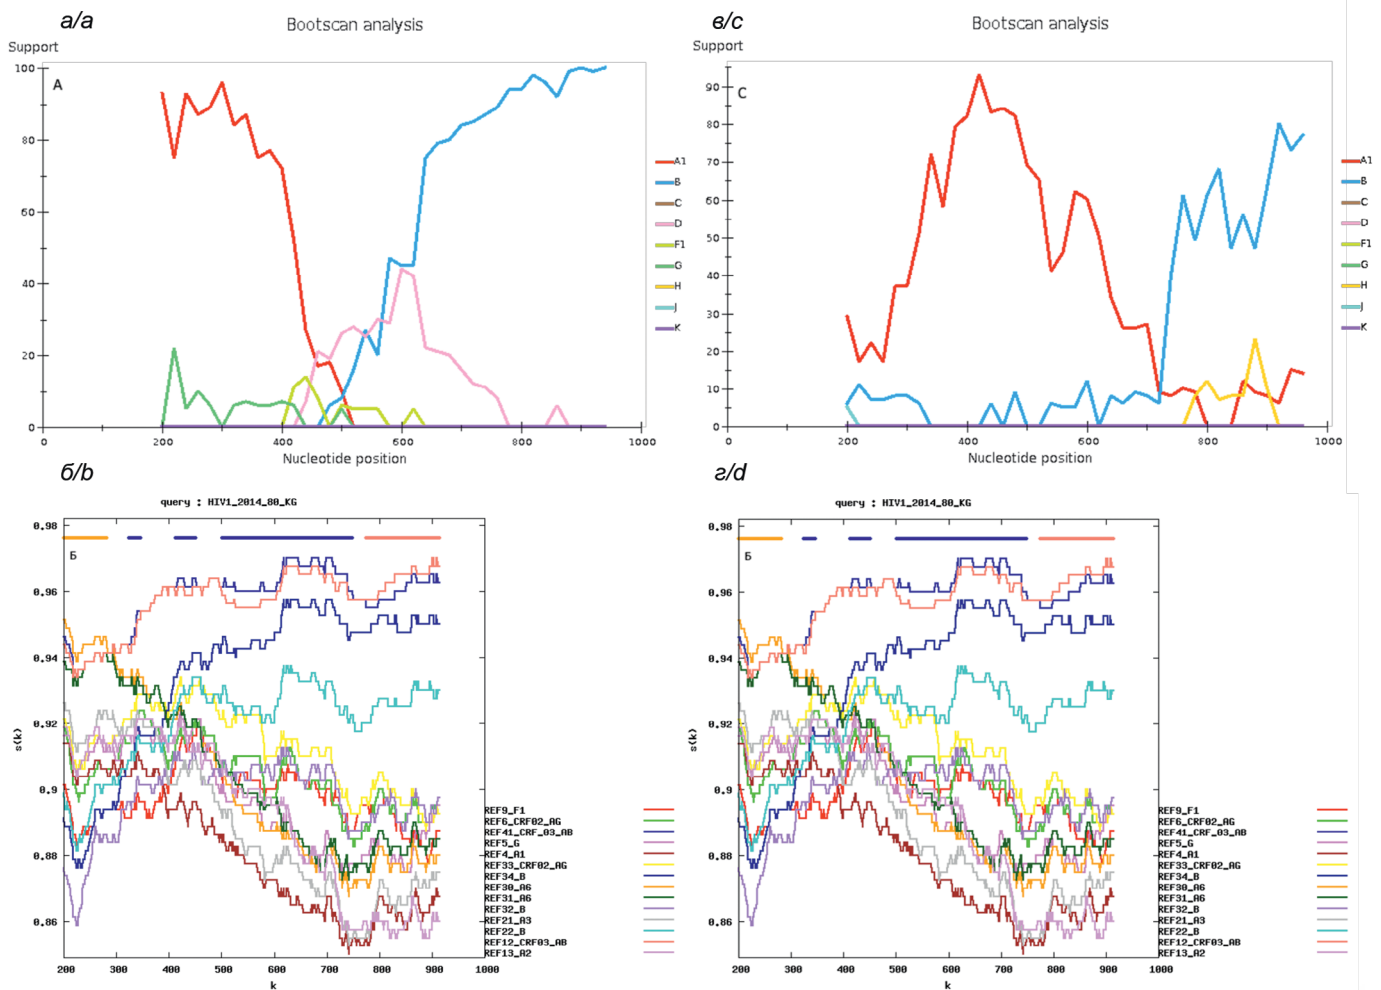 а/a
Bootscan analysis
Support
A
100
80
60
40
20
0
0
200
400
600
800
1000
Nucleotide position
A1
B
C
D
F1
G
H
J
K
в/c
Bootscan analysis
Support
C
90
80
70
60
50
40
30
20
10
0
0
200
400
600
800
1000
Nucleotide position
A1
B
C
D
F1
G
H
J
K
б/b
query : HIV1_2014_80_KG
Б
s(k)
0.98
0.96
0.94
0.92
0.9
0.88
0.86
200
300
400
500
600
700
800
900
1000
k
REF9_F1
REF6_CRF02_AG
REF41_CRF_03_AB
REF5_G
REF4_A1
REF33_CRF02_AG
REF34_B
REF30_A6
REF31_A6
REF32_B
REF21_A3
REF22_B
REF12_CRF03_AB
REF13_A2
г/d
query : HIV1_2014_80_KG
Б
s(k)
0.98
0.96
0.94
0.92
0.9
0.88
0.86
200
300
400
500
600
700
800
900
1000
k
REF9_F1
REF6_CRF02_AG
REF41_CRF_03_AB
REF5_G
REF4_A1
REF33_CRF02_AG
REF34_B
REF30_A6
REF31_A6
REF32_B
REF21_A3
REF22_B
REF12_CRF03_AB
REF13_A2